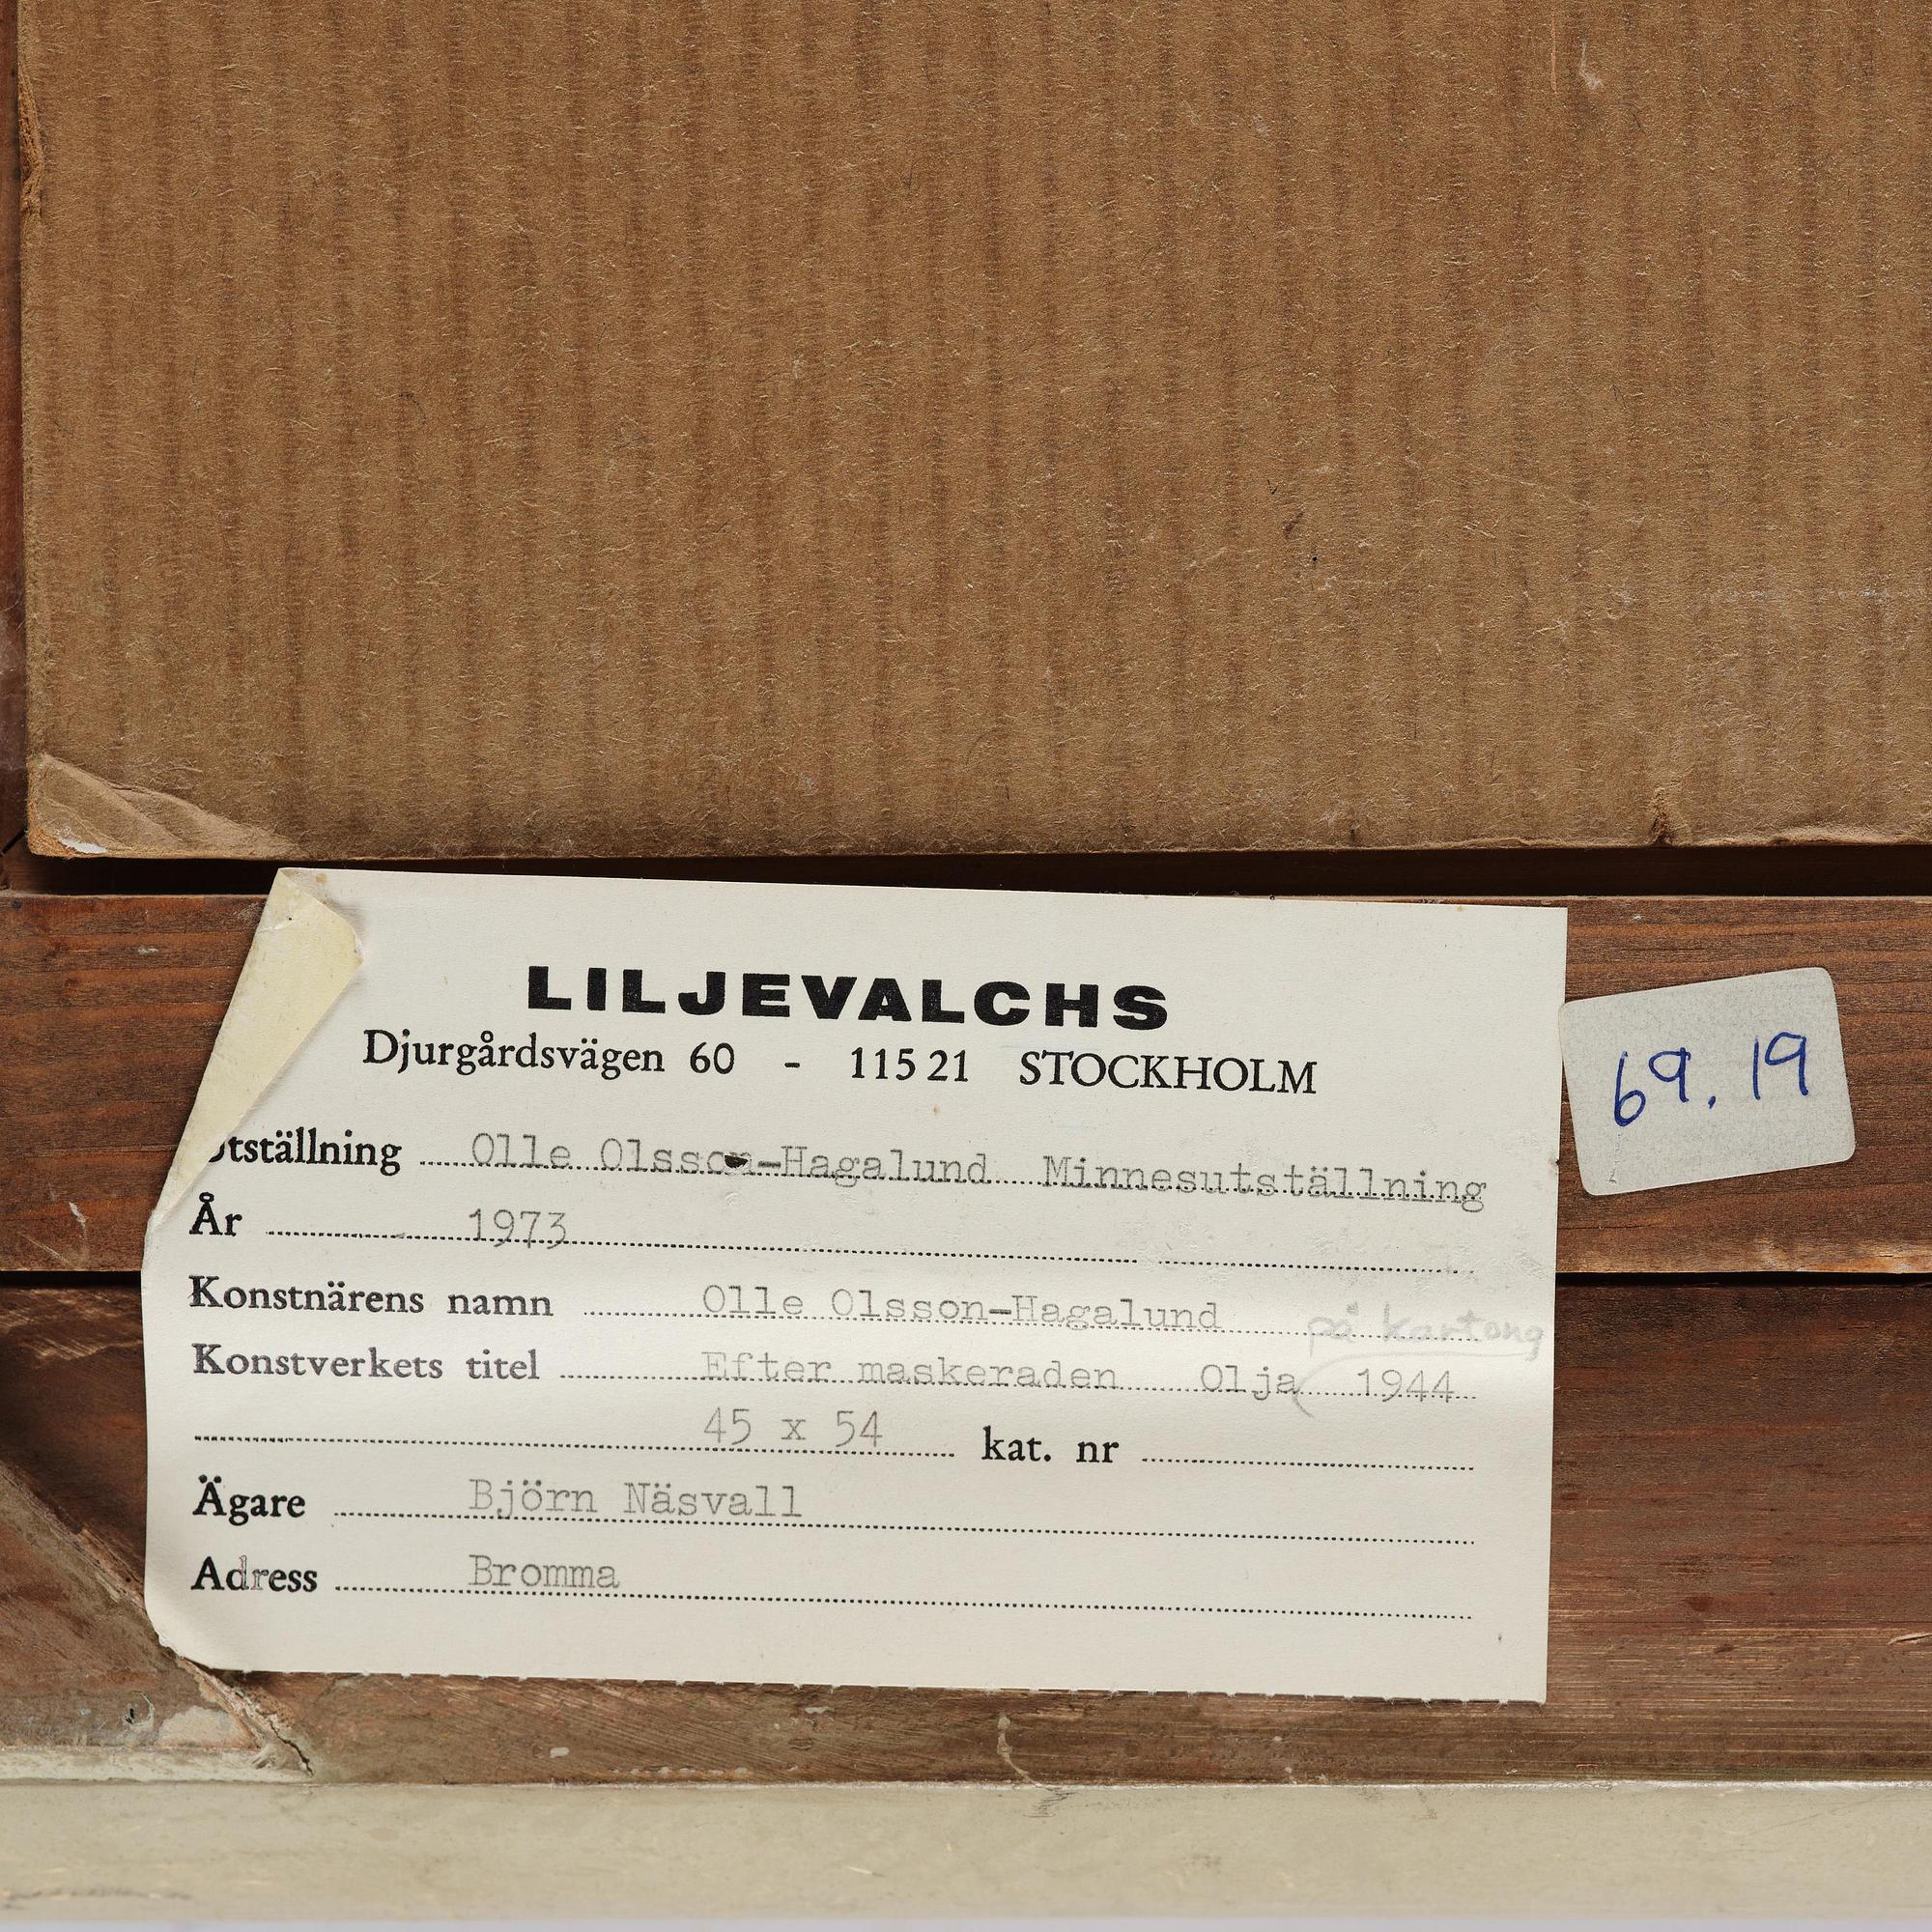 LILJEVALCHS
Djurgårdsvägen 60 - 115 21 STOCKHOLM
Utställning Olle Olsson-Hagalund Minnesutställning
År 1973
Konstnärens namn Olle Olsson-Hagalund
på kartong
Konstverkets titel Efter maskeraden Olja 1944
45 x 54 kat. nr
Ägare Björn Näsvall
Adress Bromma
69.19